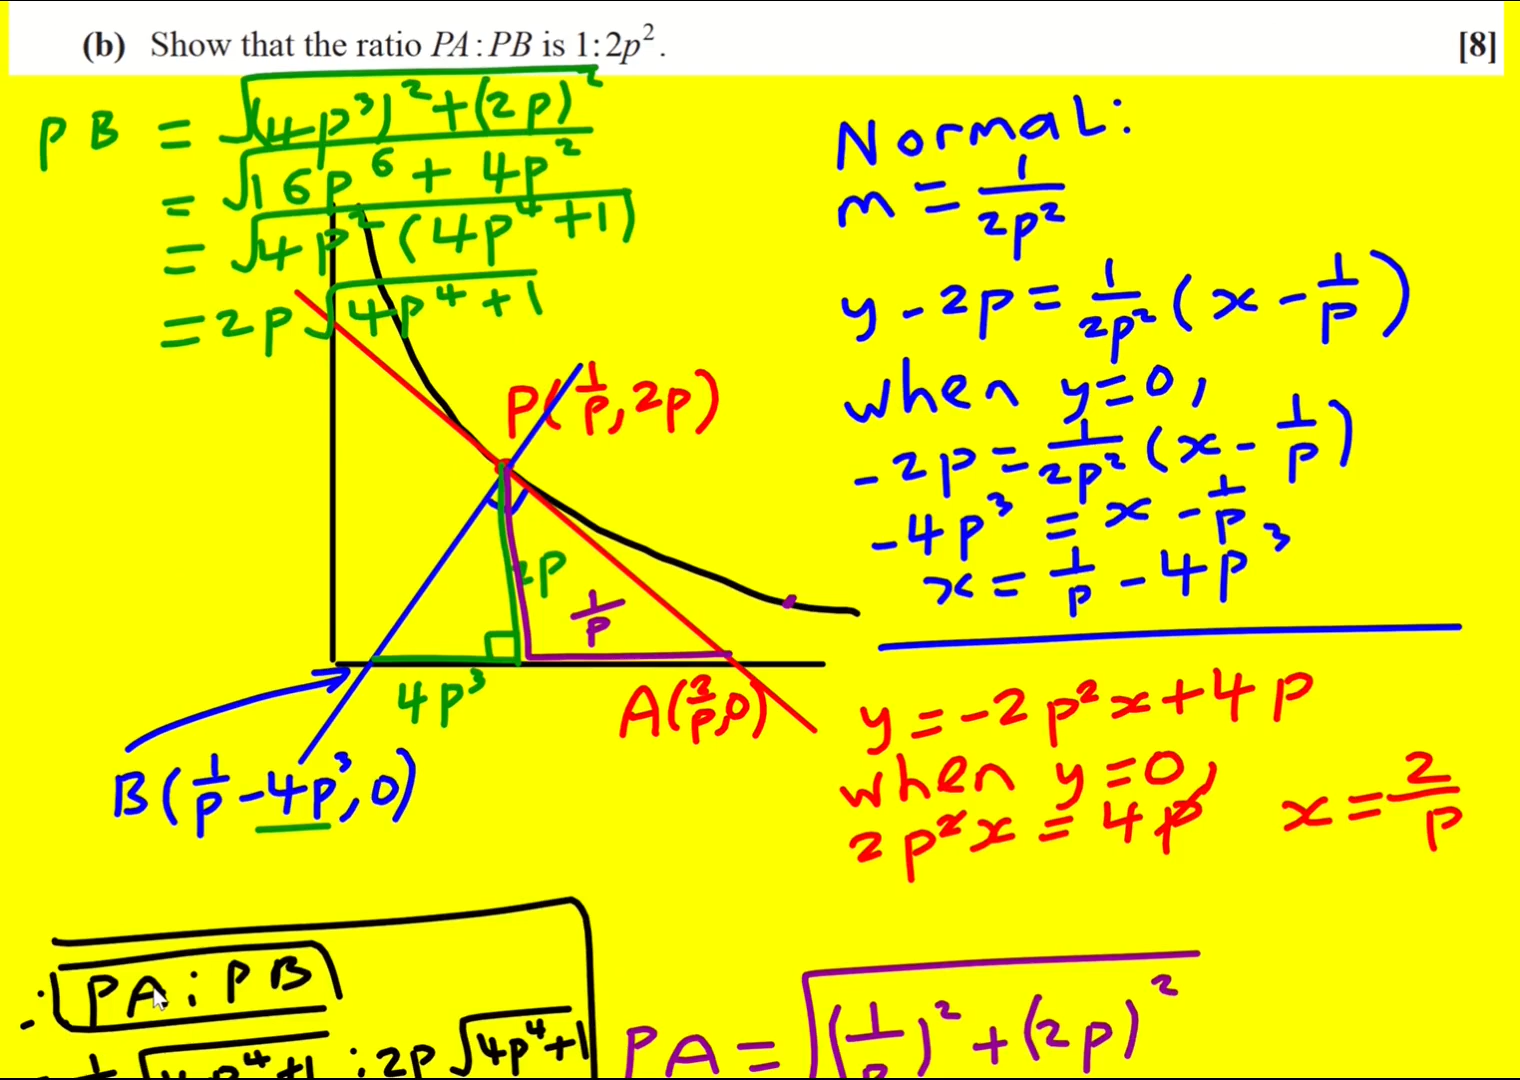 (b) Show that the ratio PA : PB is 1 : 2p². [8]
PB = √((4p³)² + (2p)²)
= √(16p⁶ + 4p²)
= √(4p²(4p⁴+1))
= 2p√(4p⁴+1)
Normal:
m = 1/2p²
y - 2p = 1/2p² (x - 1/p)
when y=0,
-2p = 1/2p² (x - 1/p)
-4p³ = x - 1/p
x = 1/p - 4p³
P(1/p, 2p)
2p
1/p
4p³
A(2/p, 0)
B(1/p - 4p³, 0)
y = -2p²x + 4p
when y=0,
2p²x = 4p x = 2/p
∴ PA : PB
√(4p⁴+1) : 2p√(4p⁴+1)
PA = √((1/p)² + (2p)²)